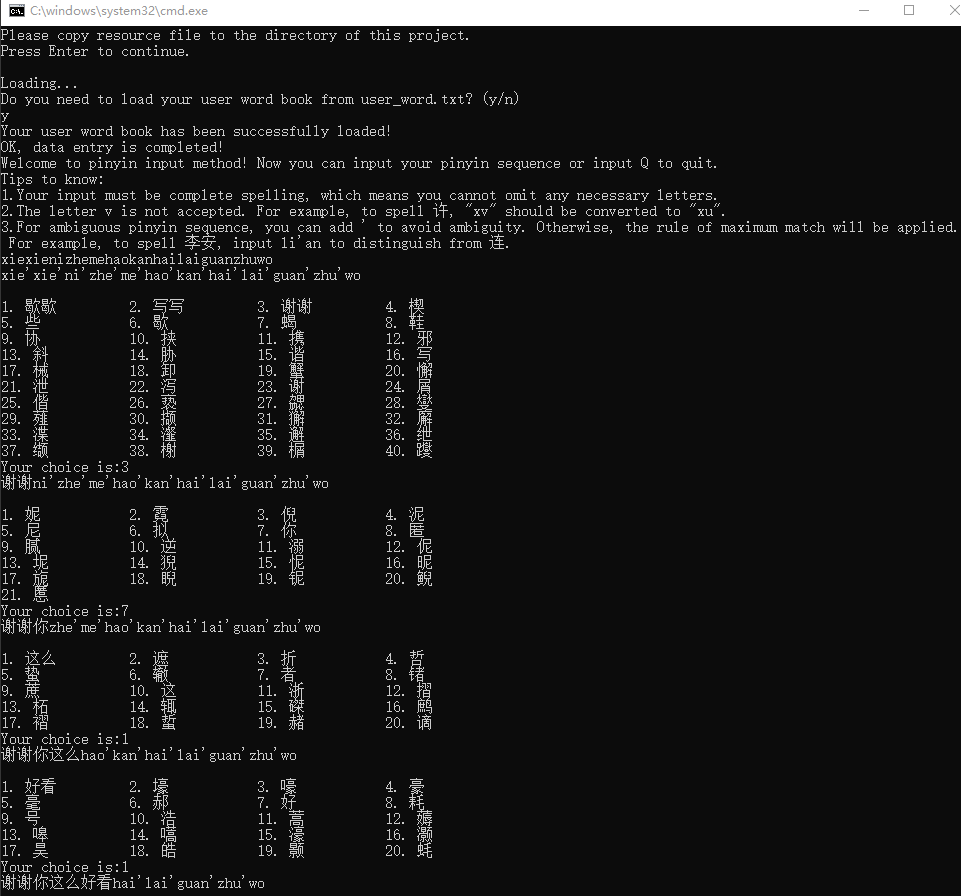 C:\windows\system32\cmd.exe
Please copy resource file to the directory of this project.
Press Enter to continue.
Loading...
Do you need to load your user word book from user_word.txt? (y/n)
y
Your user word book has been successfully loaded!
OK, data entry is completed!
Welcome to pinyin input method! Now you can input your pinyin sequence or input Q to quit.
Tips to know:
1.Your input must be complete spelling, which means you cannot omit any necessary letters.
2.The letter v is not accepted. For example, to spell 许, "xv" should be converted to "xu".
3.For ambiguous pinyin sequence, you can add ' to avoid ambiguity. Otherwise, the rule of maximum match will be applied.
For example, to spell 李安, input li'an to distinguish from 连.
xiexienizhemehaokanhailaiguanzhuwo
xie'xie'ni'zhe'me'hao'kan'hai'lai'guan'zhu'wo
1. 歇歇 2. 写写 3. 谢谢 4. 楔
5. 些 6. 歇 7. 蝎 8. 鞋
9. 协 10. 挟 11. 携 12. 邪
13. 斜 14. 胁 15. 谐 16. 写
17. 械 18. 卸 19. 蟹 20. 懈
21. 泄 22. 泻 23. 谢 24. 屑
25. 偕 26. 亵 27. 勰 28. 燮
29. 薤 30. 撷 31. 獬 32. 廨
33. 渫 34. 瀣 35. 邂 36. 绁
37. 缬 38. 榭 39. 榍 40. 躞
Your choice is:3
谢谢ni'zhe'me'hao'kan'hai'lai'guan'zhu'wo
1. 妮 2. 霓 3. 倪 4. 泥
5. 尼 6. 拟 7. 你 8. 匿
9. 腻 10. 逆 11. 溺 12. 伲
13. 坭 14. 猊 15. 怩 16. 昵
17. 旎 18. 睨 19. 铌 20. 鲵
21. 慝
Your choice is:7
谢谢你zhe'me'hao'kan'hai'lai'guan'zhu'wo
1. 这么 2. 遮 3. 折 4. 哲
5. 蛰 6. 辙 7. 者 8. 锗
9. 蔗 10. 这 11. 浙 12. 摺
13. 柘 14. 辄 15. 磔 16. 鹧
17. 褶 18. 蜇 19. 赭 20. 谪
Your choice is:1
谢谢你这么hao'kan'hai'lai'guan'zhu'wo
1. 好看 2. 壕 3. 嚎 4. 豪
5. 毫 6. 郝 7. 好 8. 耗
9. 号 10. 浩 11. 蒿 12. 薅
13. 嗥 14. 嚆 15. 濠 16. 灏
17. 昊 18. 皓 19. 颢 20. 蚝
Your choice is:1
谢谢你这么好看hai'lai'guan'zhu'wo